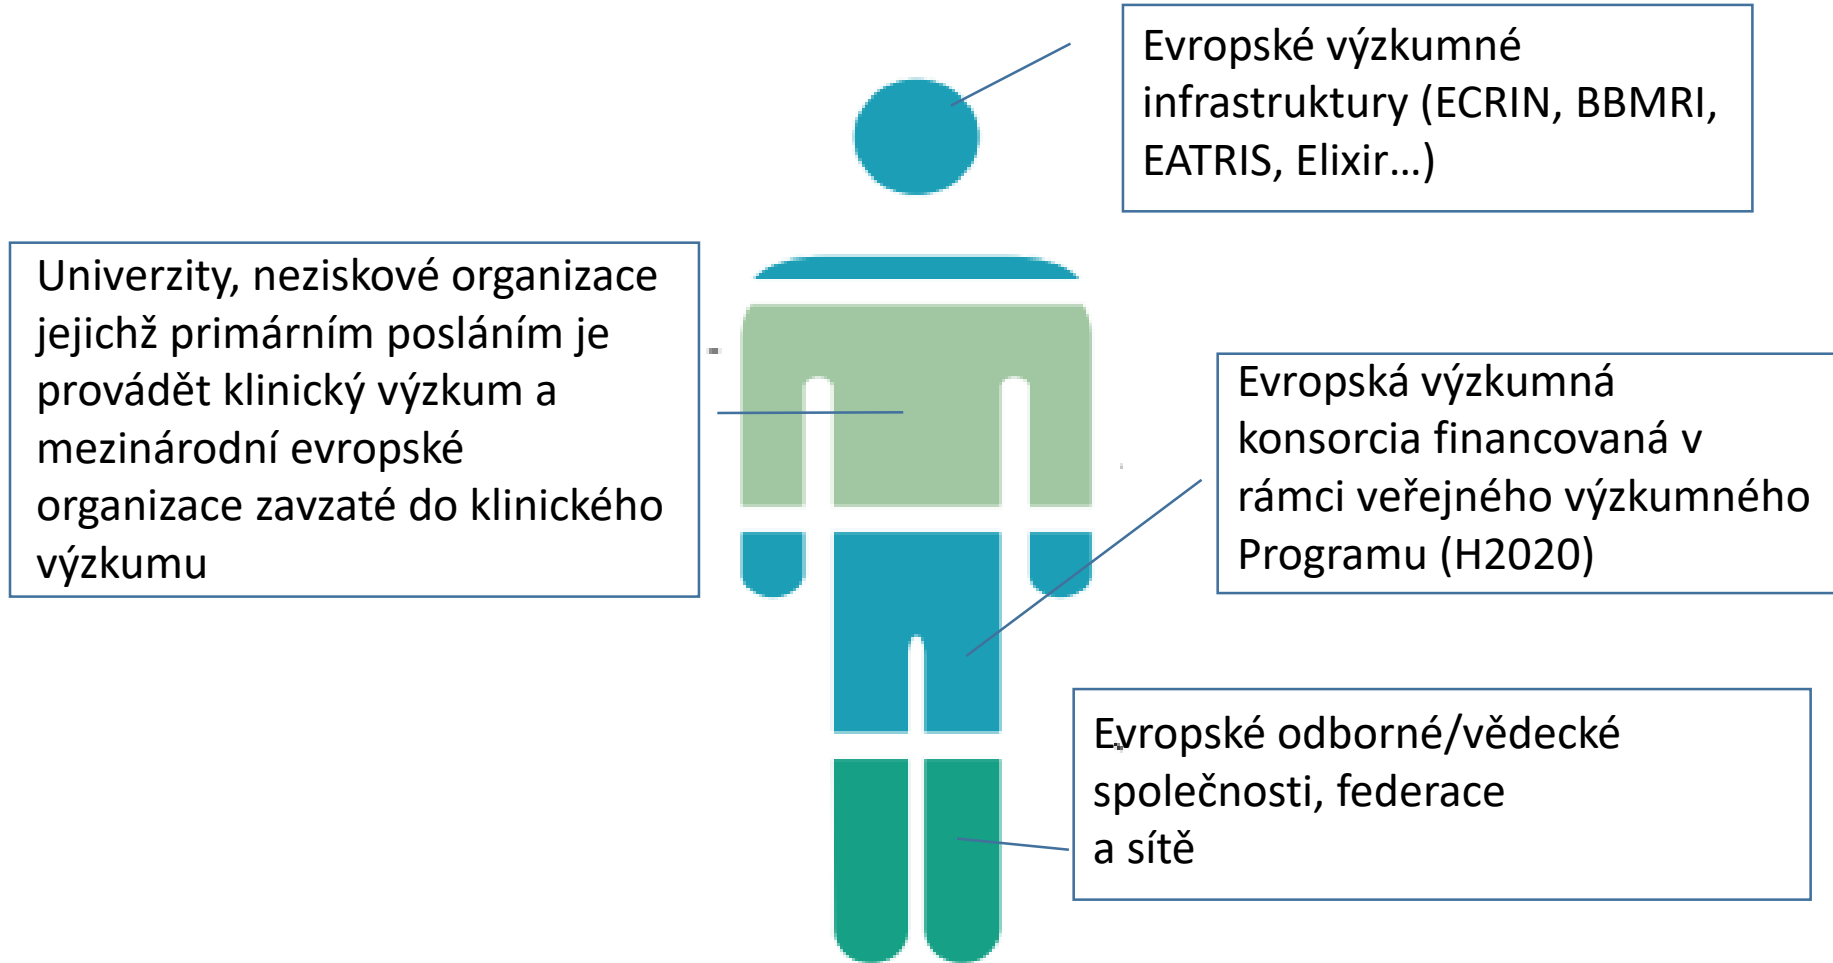 Evropské výzkumné
infrastruktury (ECRIN, BBMRI,
EATRIS, Elixir…)
Univerzity, neziskové organizace
jejichž primárním posláním je
provádět klinický výzkum a
mezinárodní evropské
organizace zavzaté do klinického
výzkumu
Evropská výzkumná
konsorcia financovaná v
rámci veřejného výzkumného
Programu (H2020)
Evropské odborné/vědecké
společnosti, federace
a sítě